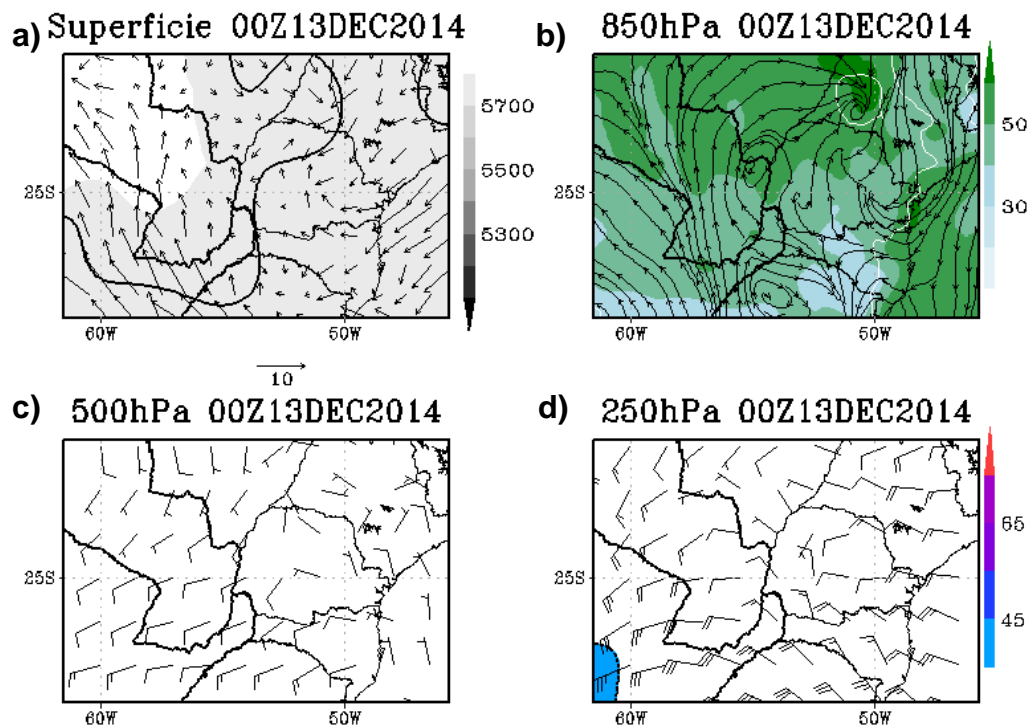 a) Superficie 00Z13DEC2014
5700
5500
5300
25S
60W 50W
10
b) 850hPa 00Z13DEC2014
50
30
25S
60W 50W
c) 500hPa 00Z13DEC2014
25S
60W 50W
d) 250hPa 00Z13DEC2014
65
45
25S
60W 50W